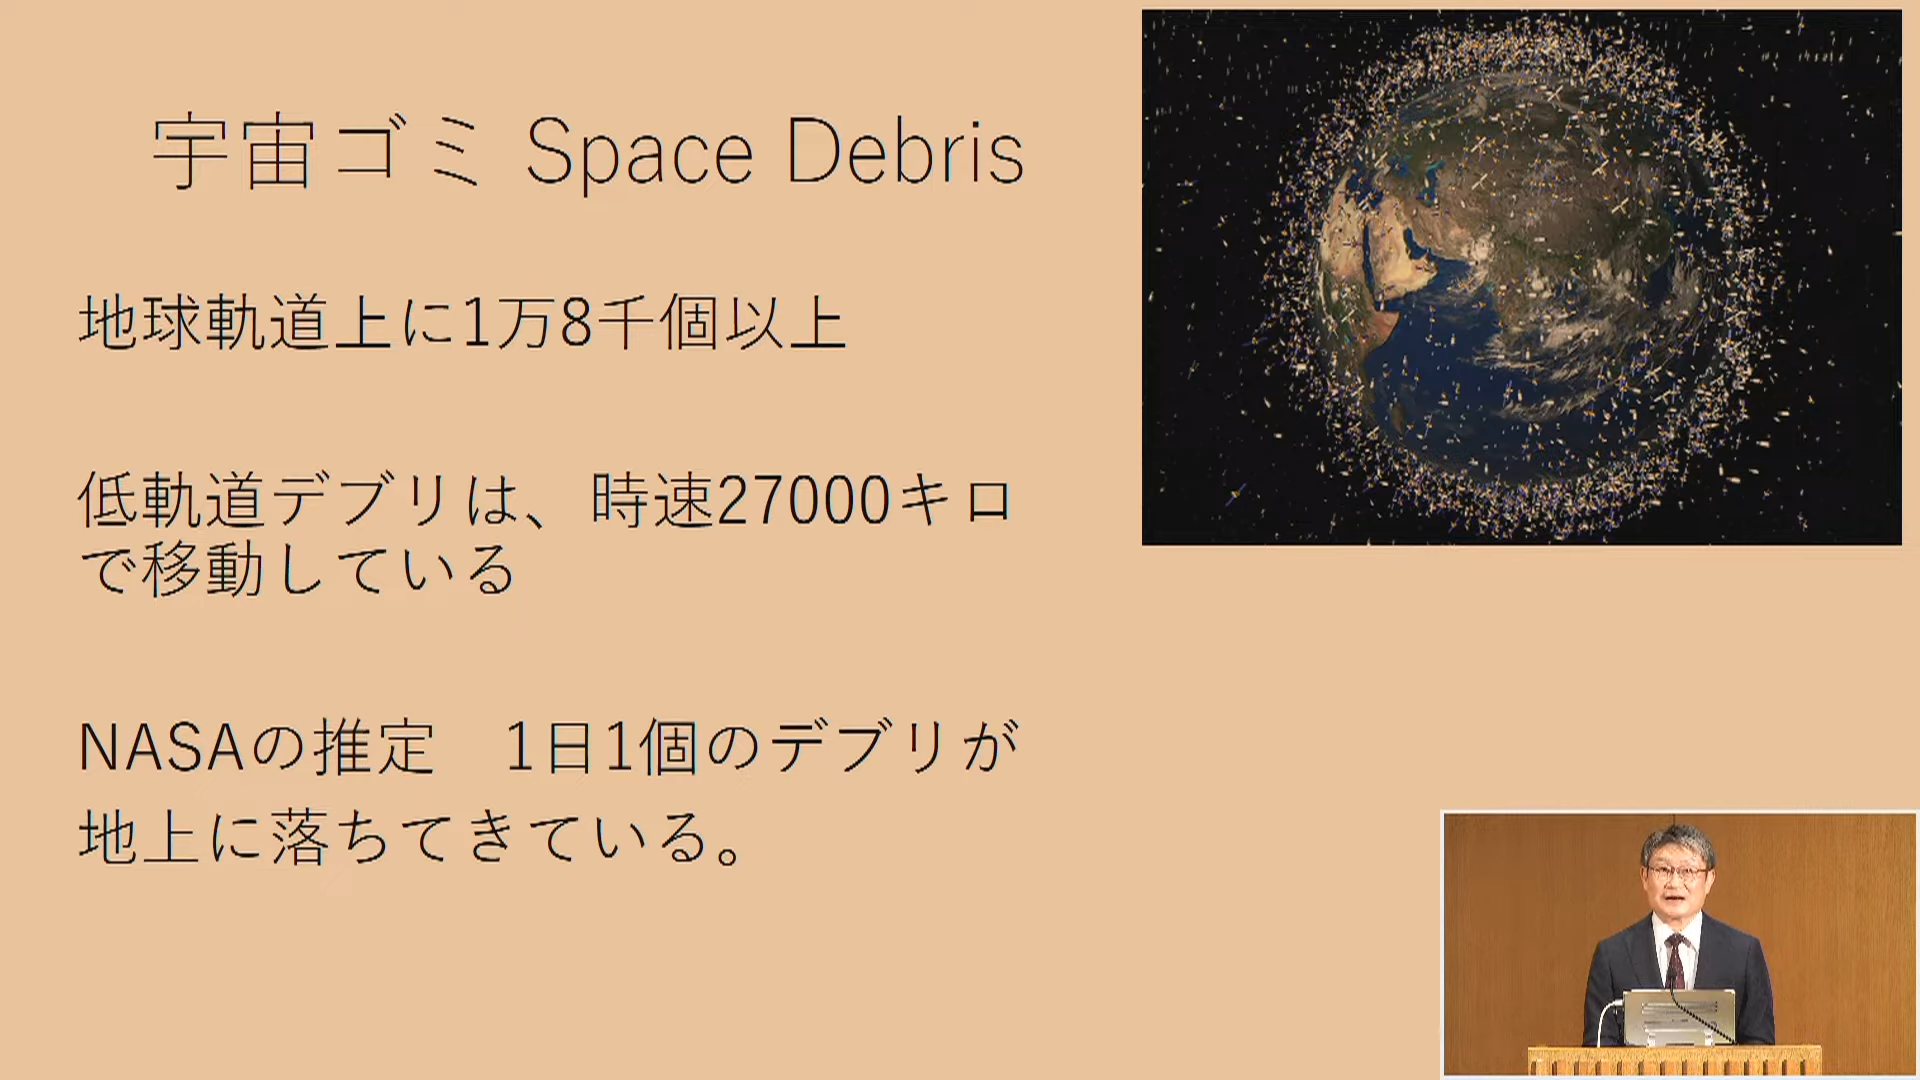 宇宙ゴミ Space Debris
地球軌道上に1万8千個以上
低軌道デブリは、時速27000キロ
で移動している
NASAの推定　1日1個のデブリが
地上に落ちてきている。